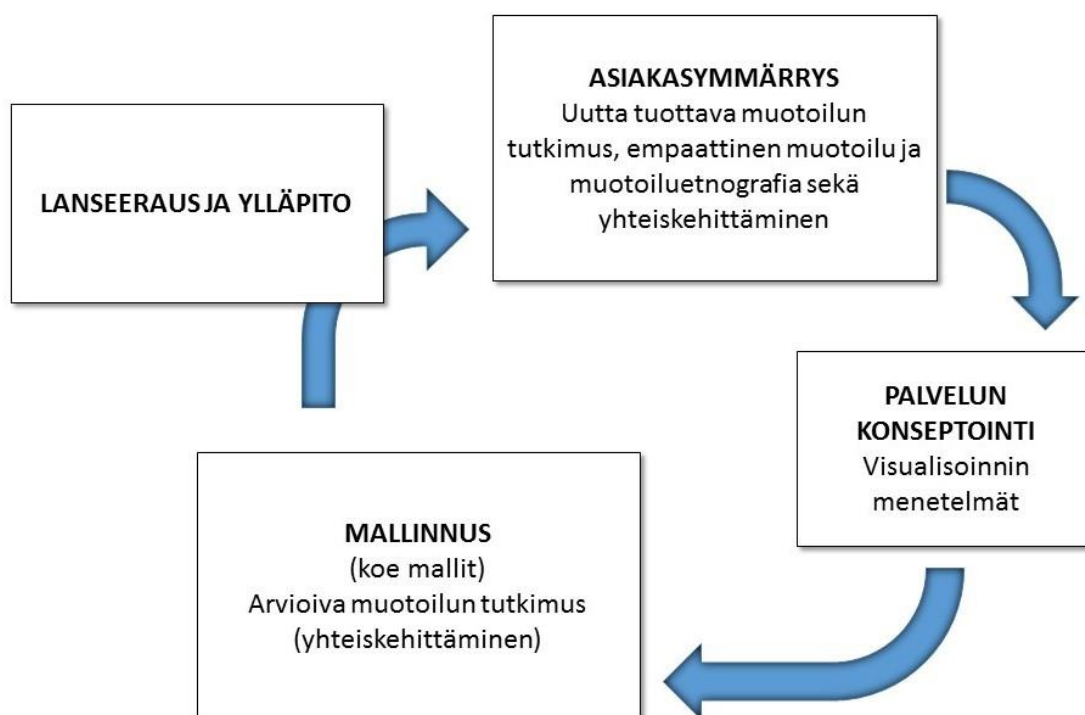 ASIAKASYMMÄRRYS
Uutta tuottava muotoilun
tutkimus, empaattinen muotoilu ja
muotoiluetnografia sekä
yhteiskehittäminen
LANSEERAUS JA YLLÄPITO
PALVELUN
KONSEPTOINTI
Visualisoinnin
menetelmät
MALLINNUS
(koe mallit)
Arvioiva muotoilun tutkimus
(yhteiskehittäminen)